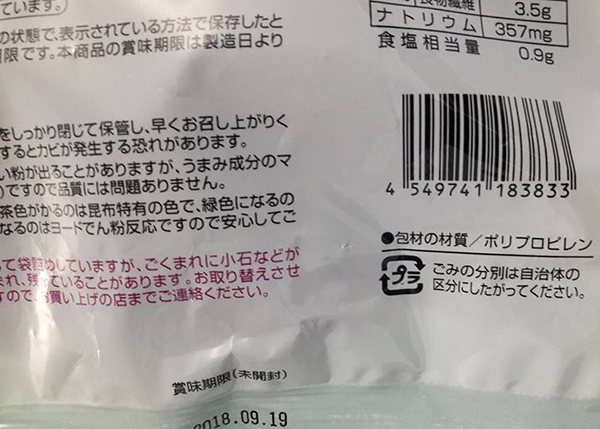 ています。
の状態で、表示されている方法で保存したと
限です。本商品の賞味期限は製造日より
食物繊維 3.5g
ナトリウム 357mg
食塩相当量 0.9g
をしっかり閉じて保管し、早くお召し上がりく
するとカビが発生する恐れがあります。
い粉が出ることがありますが、うまみ成分のマ
ですので品質には問題ありません。
茶色がかるのは昆布特有の色で、緑色になるの
なるのはヨードでん粉反応ですので安心してご
て袋詰めしていますが、ごくまれに小石などが
まれ、残っていることがあります。お取り替えさせ
ますので、お買い上げの店までご連絡ください。
4 549741 183833
●包材の材質/ポリプロピレン
プラ
ごみの分別は自治体の
区分にしたがってください。
賞味期限(未開封)
2018.09.19